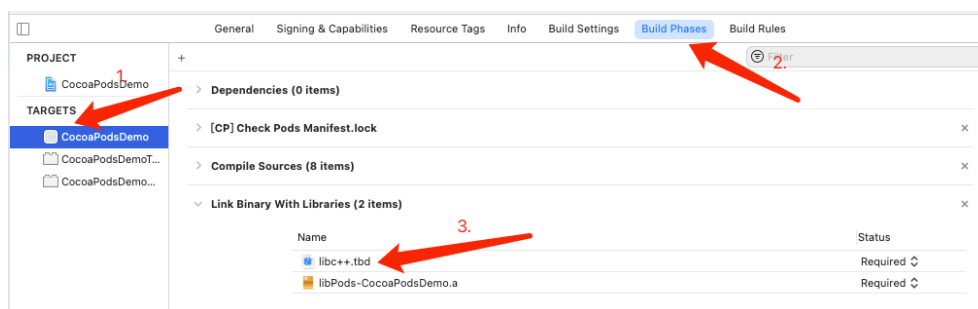 General Signing & Capabilities Resource Tags Info Build Settings Build Phases Build Rules
PROJECT
+
Filter
2.
1.
CocoaPodsDemo
Dependencies (0 items)
TARGETS
CocoaPodsDemo
[CP] Check Pods Manifest.lock
CocoaPodsDemoT...
Compile Sources (8 items)
CocoaPodsDemo...
Link Binary With Libraries (2 items)
3.
Name Status
libc++.tbd Required
libPods-CocoaPodsDemo.a Required